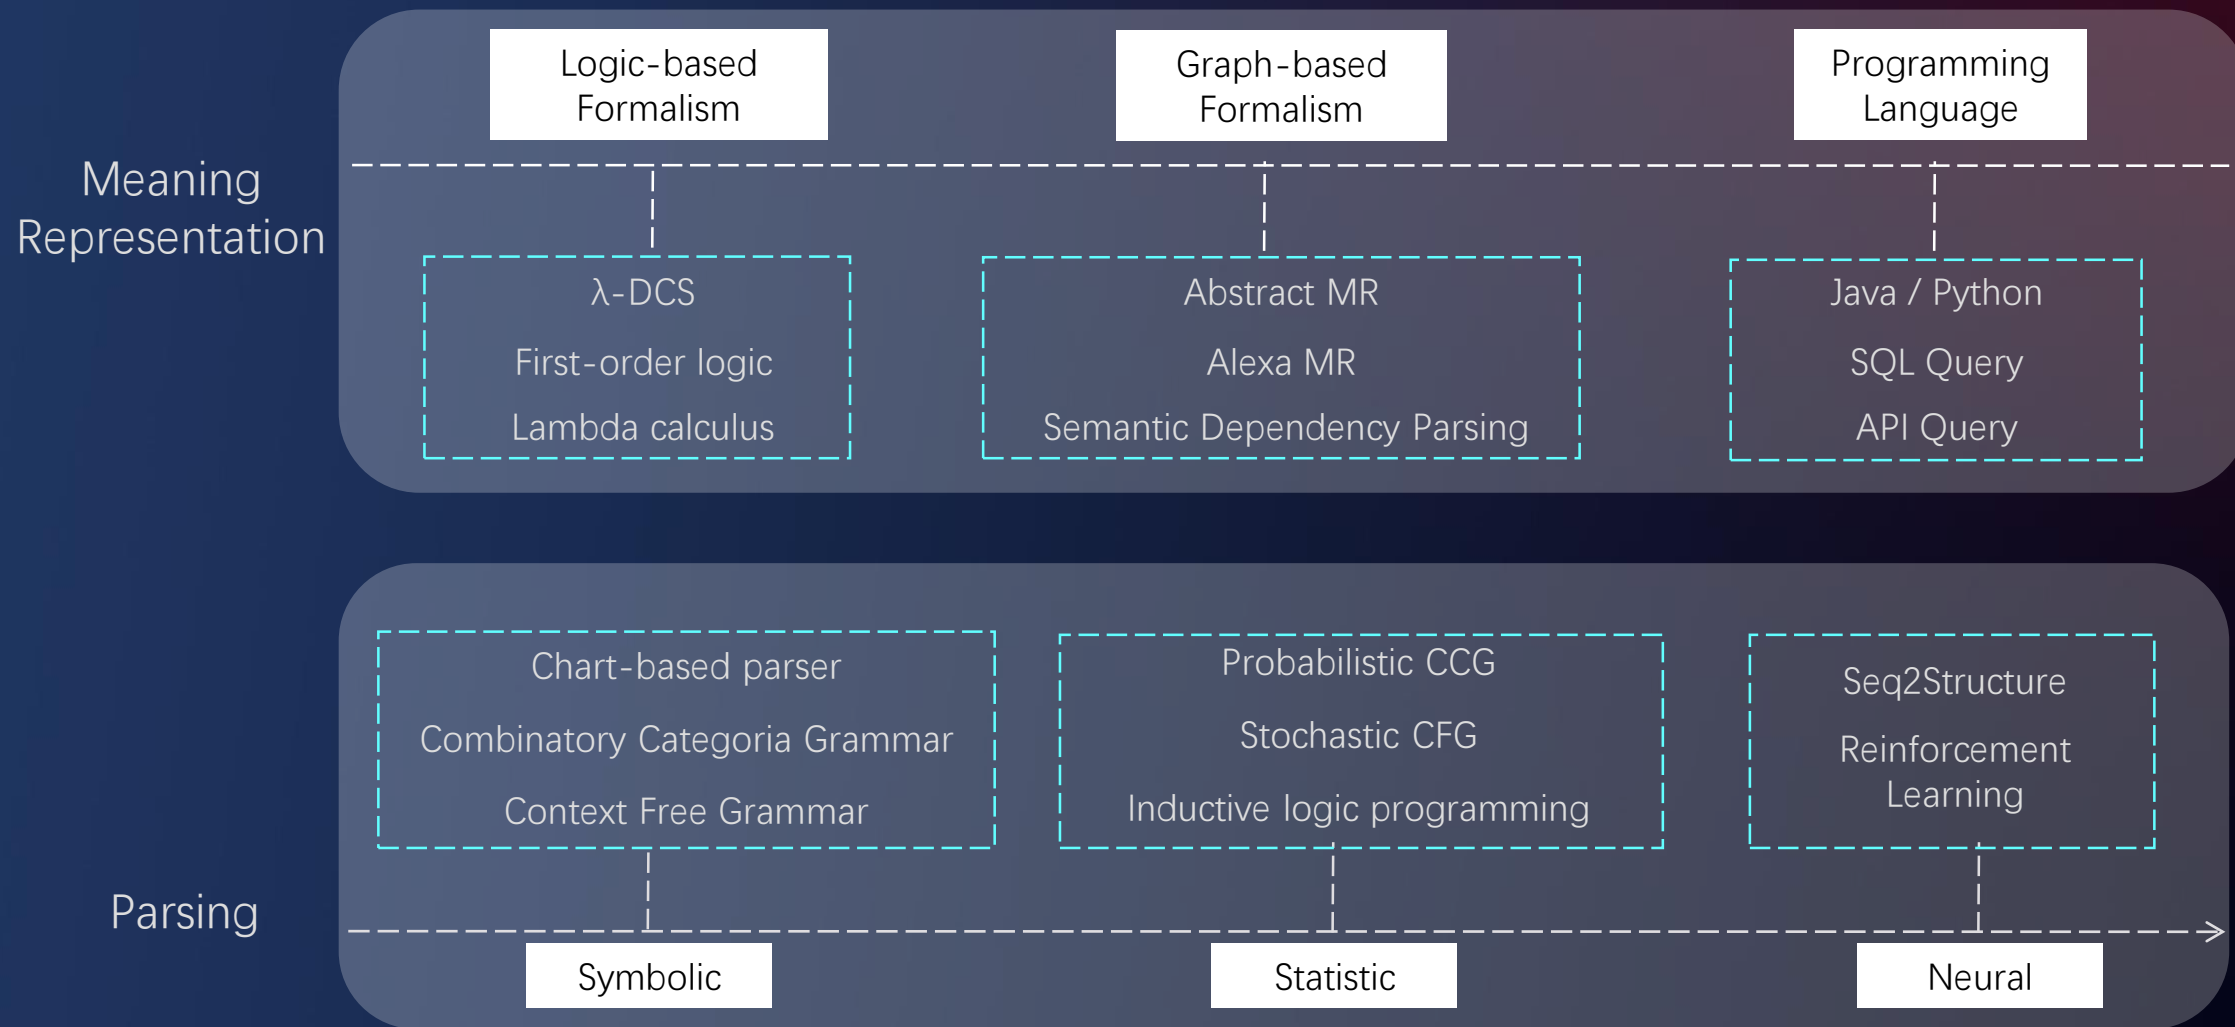 Meaning
Representation
Logic-based
Formalism
Graph-based
Formalism
Programming
Language
λ-DCS
First-order logic
Lambda calculus
Abstract MR
Alexa MR
Semantic Dependency Parsing
Java / Python
SQL Query
API Query
Parsing
Chart-based parser
Combinatory Categoria Grammar
Context Free Grammar
Probabilistic CCG
Stochastic CFG
Inductive logic programming
Seq2Structure
Reinforcement
Learning
Symbolic
Statistic
Neural